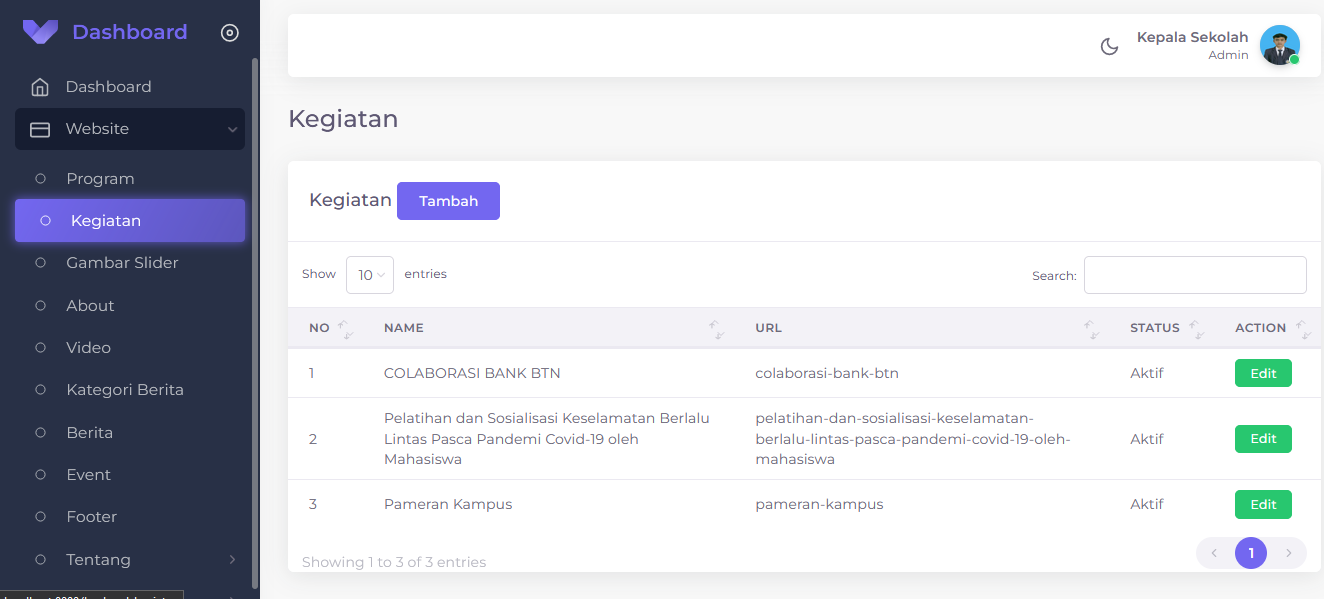 Dashboard
Kepala Sekolah
Admin
Dashboard
Website
Program
Kegiatan
Gambar Slider
About
Video
Kategori Berita
Berita
Event
Footer
Tentang
Kegiatan
Kegiatan Tambah
Show 10 entries Search:
NO NAME URL STATUS ACTION
1 COLABORASI BANK BTN colaborasi-bank-btn Aktif Edit
Pelatihan dan Sosialisasi Keselamatan Berlalu pelatihan-dan-sosialisasi-keselamatan-
2 Lintas Pasca Pandemi Covid-19 oleh berlalu-lintas-pasca-pandemi-covid-19-oleh- Aktif Edit
Mahasiswa mahasiswa
3 Pameran Kampus pameran-kampus Aktif Edit
Showing 1 to 3 of 3 entries 1